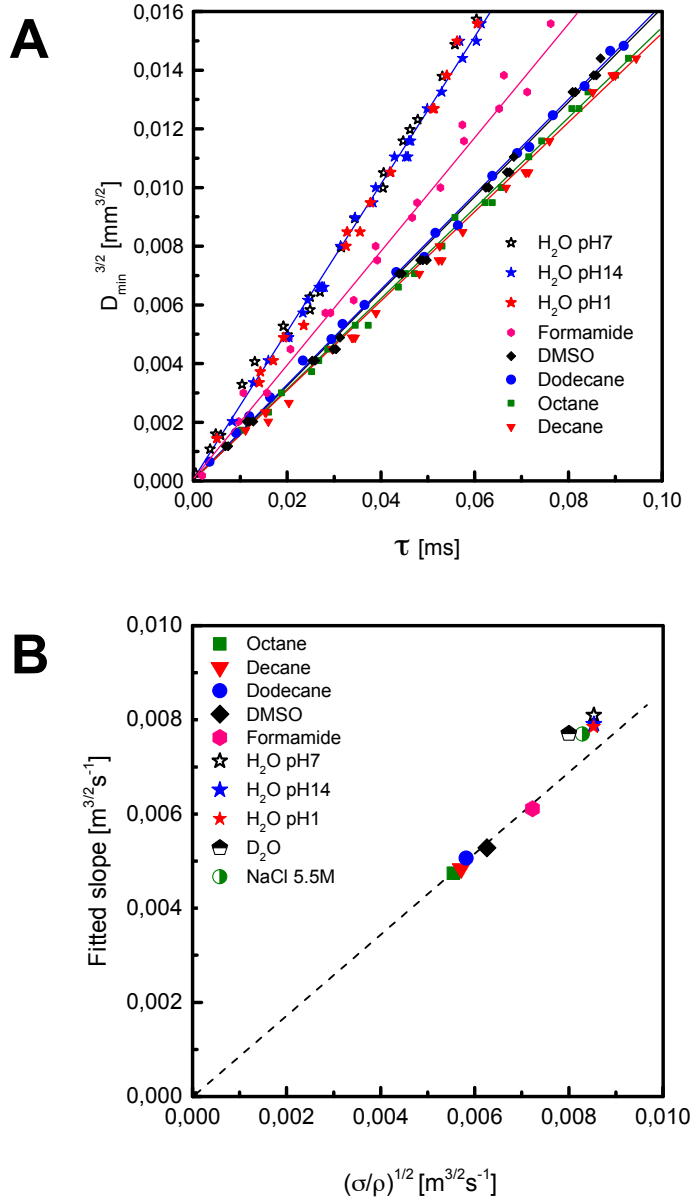 A
0,016
0,014
0,012
0,010
0,008
0,006
0,004
0,002
0,000
D_min^3/2 [mm^3/2]
H₂O pH7
H₂O pH14
H₂O pH1
Formamide
DMSO
Dodecane
Octane
Decane
0,00 0,02 0,04 0,06 0,08 0,10
τ [ms]
B
0,010
0,008
0,006
0,004
0,002
0,000
Fitted slope [m^3/2s^-1]
Octane
Decane
Dodecane
DMSO
Formamide
H₂O pH7
H₂O pH14
H₂O pH1
D₂O
NaCl 5.5M
0,000 0,002 0,004 0,006 0,008 0,010
(σ/ρ)^1/2 [m^3/2s^-1]